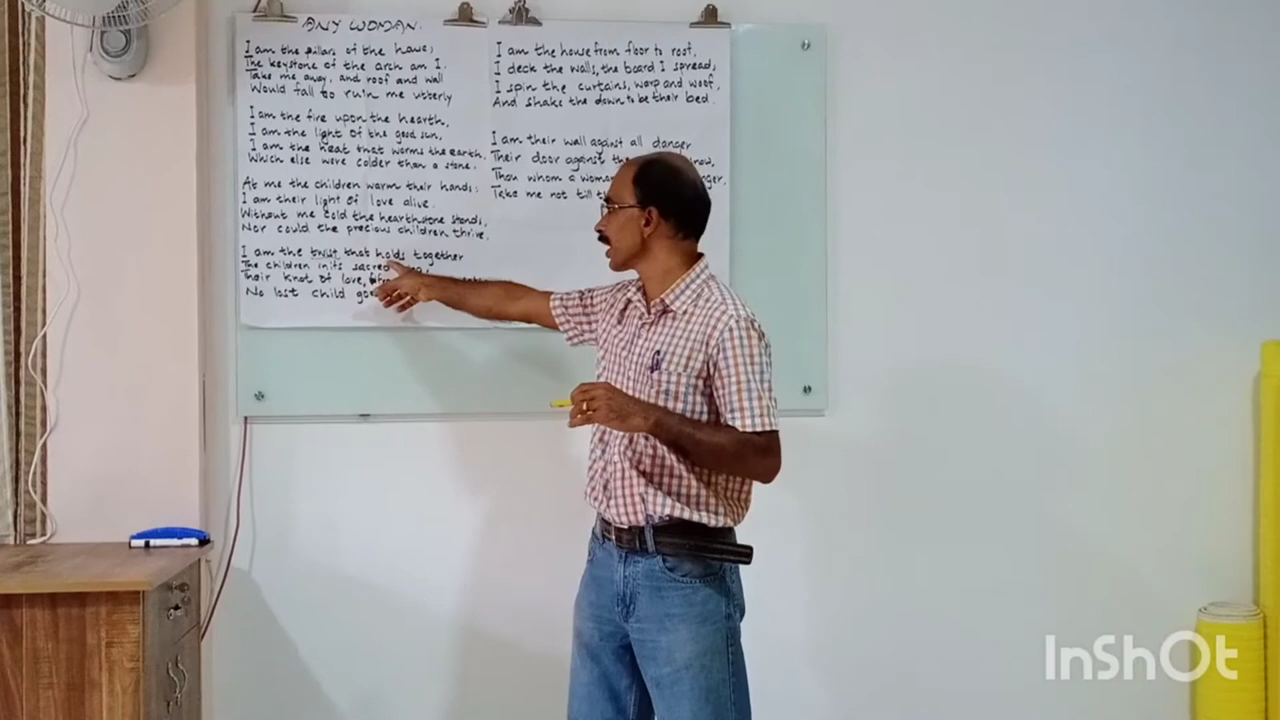 ANY WOMAN.
I am the pillars of the house;
The keystone of the arch am I.
Take me away, and roof and wall
Would fall to ruin me utterly
I am the fire upon the hearth,
I am the light of the good sun,
I am the heat that warms the earth,
Which else were colder than a stone.
At me the children warm their hands;
I am their light of love alive.
Without me cold the hearthstone stands,
Nor could the precious children thrive.
I am the twist that holds together
The children in its sacred
Their knot of love,
No lost child
I am the house from floor to roof,
I deck the walls, the board I spread;
I spin the curtains, warp and woof,
And shake the down to be their bed.
I am their wall against all danger
Their door against the
Thou whom a
Take me not till
InShOt